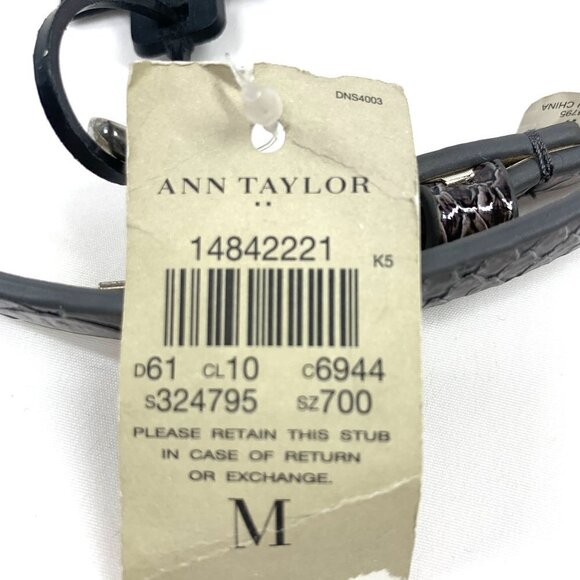 DNS4003
ANN TAYLOR
14842221
K5
D61 CL10 C6944
S324795 SZ700
PLEASE RETAIN THIS STUB
IN CASE OF RETURN
OR EXCHANGE.
M
CHINA